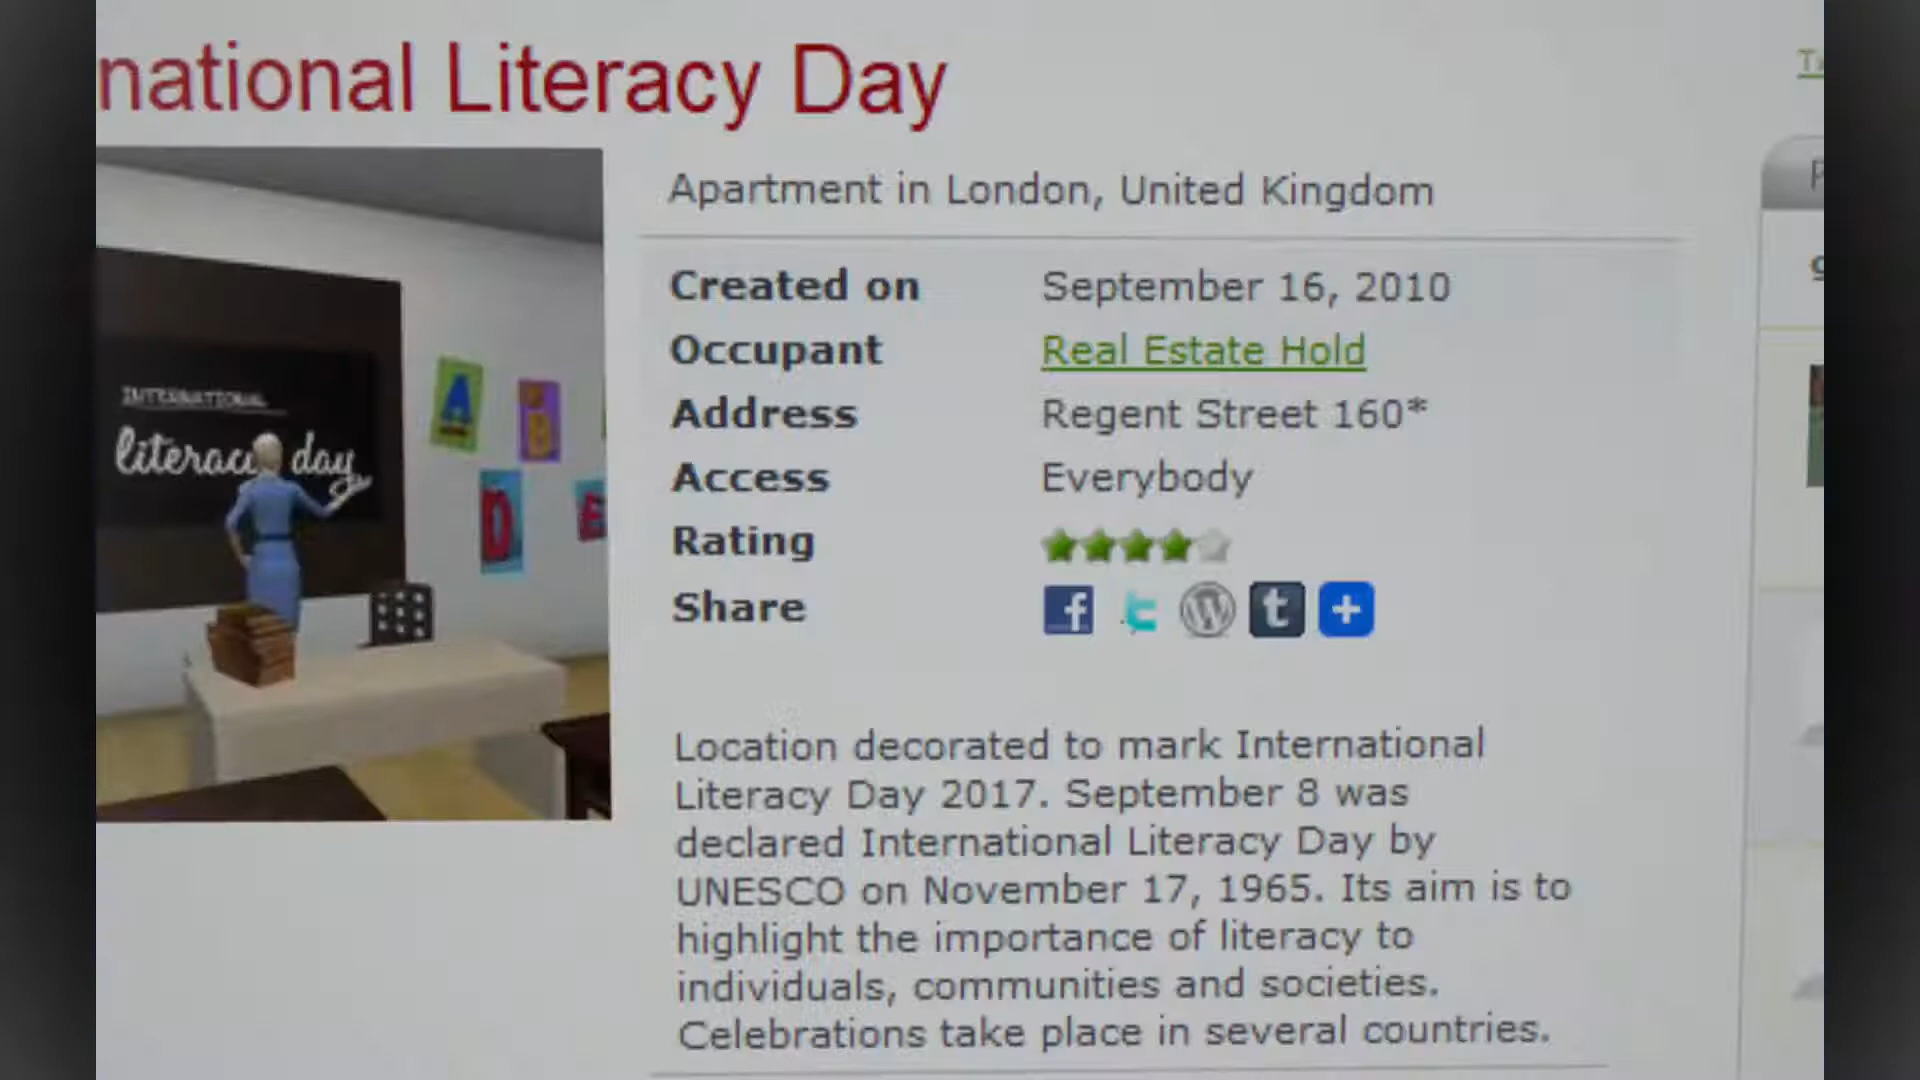 national Literacy Day
Apartment in London, United Kingdom
Created on September 16, 2010
Occupant Real Estate Hold
Address Regent Street 160*
Access Everybody
Rating
Share
INTERNATIONAL
literacy day
A
B
D
E
Location decorated to mark International
Literacy Day 2017. September 8 was
declared International Literacy Day by
UNESCO on November 17, 1965. Its aim is to
highlight the importance of literacy to
individuals, communities and societies.
Celebrations take place in several countries.